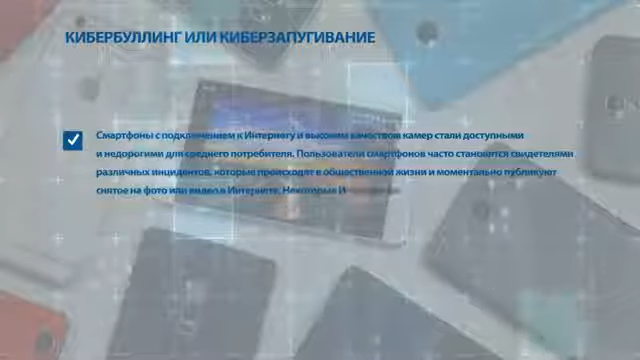 КИБЕРБУЛЛИНГ ИЛИ КИБЕРЗАПУГИВАНИЕ
Смартфоны с подключением к Интернету и высоким качеством камер стали доступными
и недорогими для среднего потребителя. Пользователи смартфонов часто становятся свидетелями
различных инцидентов, которые происходят в общественной жизни и моментально публикуют
снятое на фото или видео в Интернете. Некоторые И